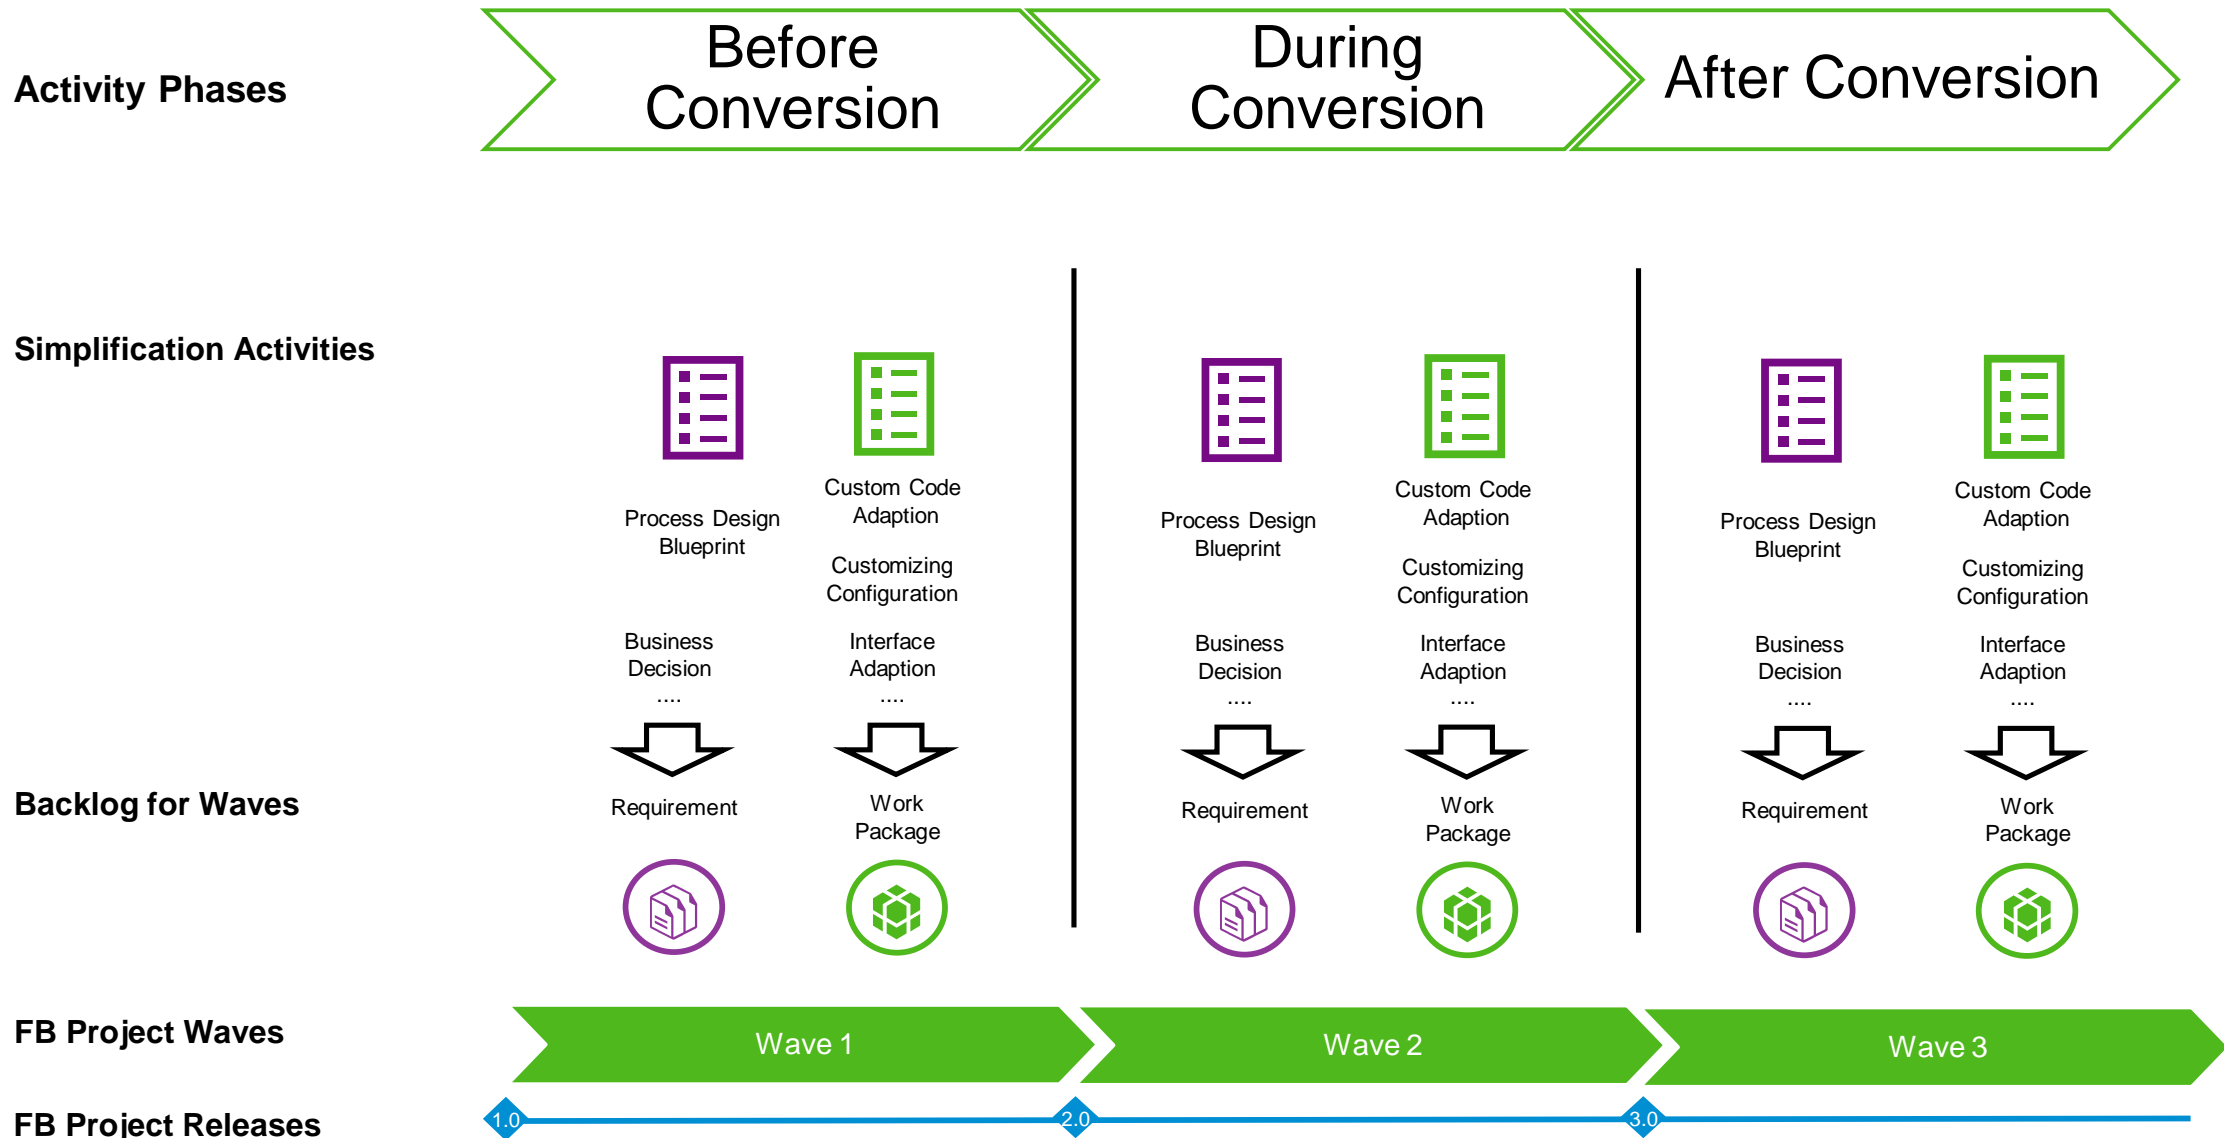 Activity Phases
Before
Conversion
During
Conversion
After Conversion
Simplification Activities
Process Design
Blueprint
Business
Decision
....
Custom Code
Adaption
Customizing
Configuration
Interface
Adaption
....
Process Design
Blueprint
Business
Decision
....
Custom Code
Adaption
Customizing
Configuration
Interface
Adaption
....
Process Design
Blueprint
Business
Decision
....
Custom Code
Adaption
Customizing
Configuration
Interface
Adaption
....
Backlog for Waves
Requirement
Work
Package
Requirement
Work
Package
Requirement
Work
Package
FB Project Waves
Wave 1
Wave 2
Wave 3
FB Project Releases
1.0
2.0
3.0